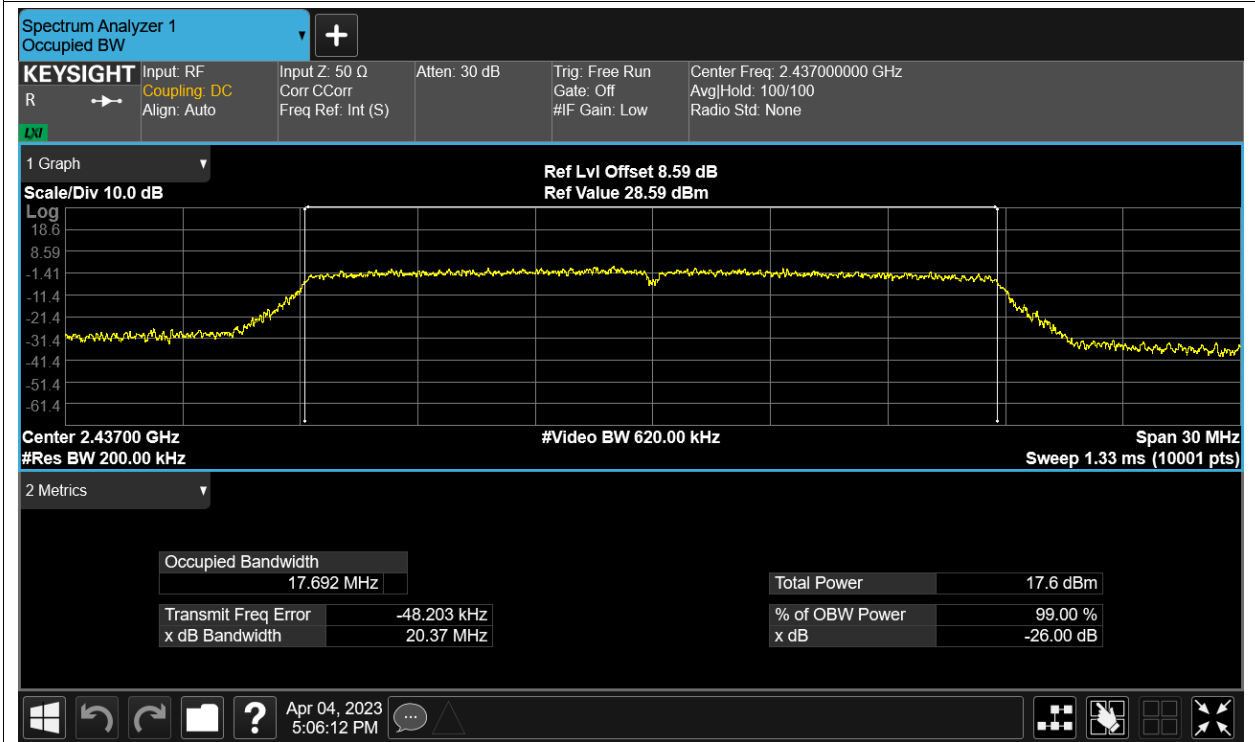 Spectrum Analyzer 1
Occupied BW
KEYSIGHT
R
LXI
Input: RF
Coupling: DC
Align: Auto
Input Z: 50 Ω
Corr CCorr
Freq Ref: Int (S)
Atten: 30 dB
Trig: Free Run
Gate: Off
#IF Gain: Low
Center Freq: 2.437000000 GHz
Avg|Hold: 100/100
Radio Std: None
1 Graph
Scale/Div 10.0 dB
Ref Lvl Offset 8.59 dB
Ref Value 28.59 dBm
Log
18.6
8.59
-1.41
-11.4
-21.4
-31.4
-41.4
-51.4
-61.4
Center 2.43700 GHz
#Video BW 620.00 kHz
Span 30 MHz
#Res BW 200.00 kHz
Sweep 1.33 ms (10001 pts)
2 Metrics
Occupied Bandwidth
17.692 MHz
Total Power 17.6 dBm
Transmit Freq Error -48.203 kHz
% of OBW Power 99.00 %
x dB Bandwidth 20.37 MHz
x dB -26.00 dB
?
Apr 04, 2023
5:06:12 PM